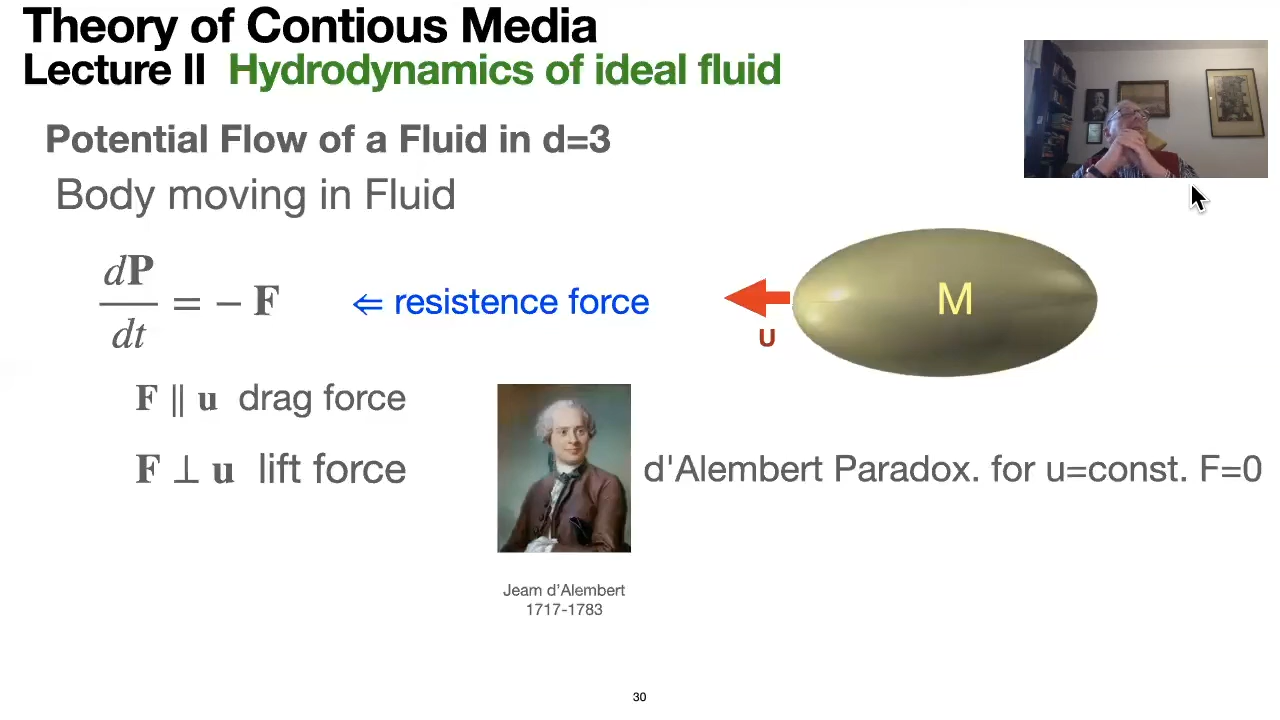 Theory of Contious Media
Lecture II Hydrodynamics of ideal fluid
Potential Flow of a Fluid in d=3
Body moving in Fluid
dP/dt = − F ⇐ resistence force
M
u
F ∥ u drag force
F ⊥ u lift force
d'Alembert Paradox. for u=const. F=0
Jearn d'Alembert
1717-1783
30